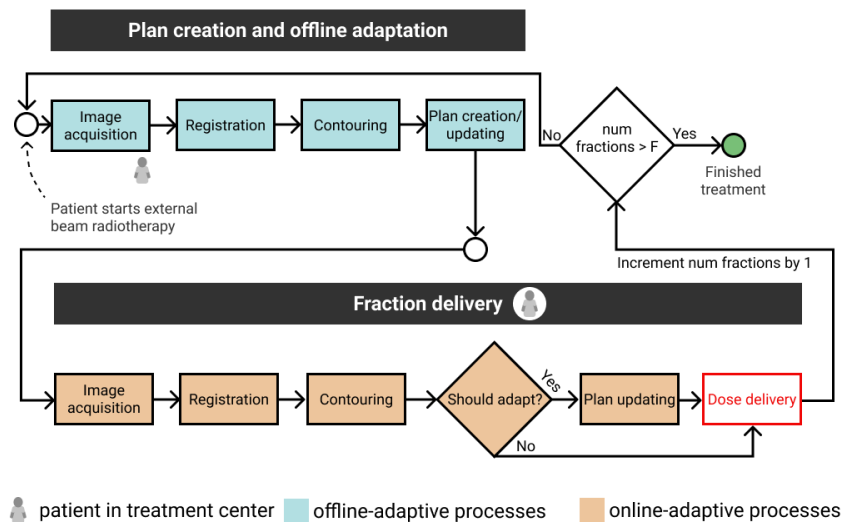 Plan creation and offline adaptation
Image
acquisition
Registration
Contouring
Plan creation/
updating
No
num
fractions > F
Yes
Finished
treatment
Patient starts external
beam radiotherapy
Increment num fractions by 1
Fraction delivery
Image
acquisition
Registration
Contouring
Should adapt?
Yes
Plan updating
Dose delivery
No
patient in treatment center
offline-adaptive processes
online-adaptive processes